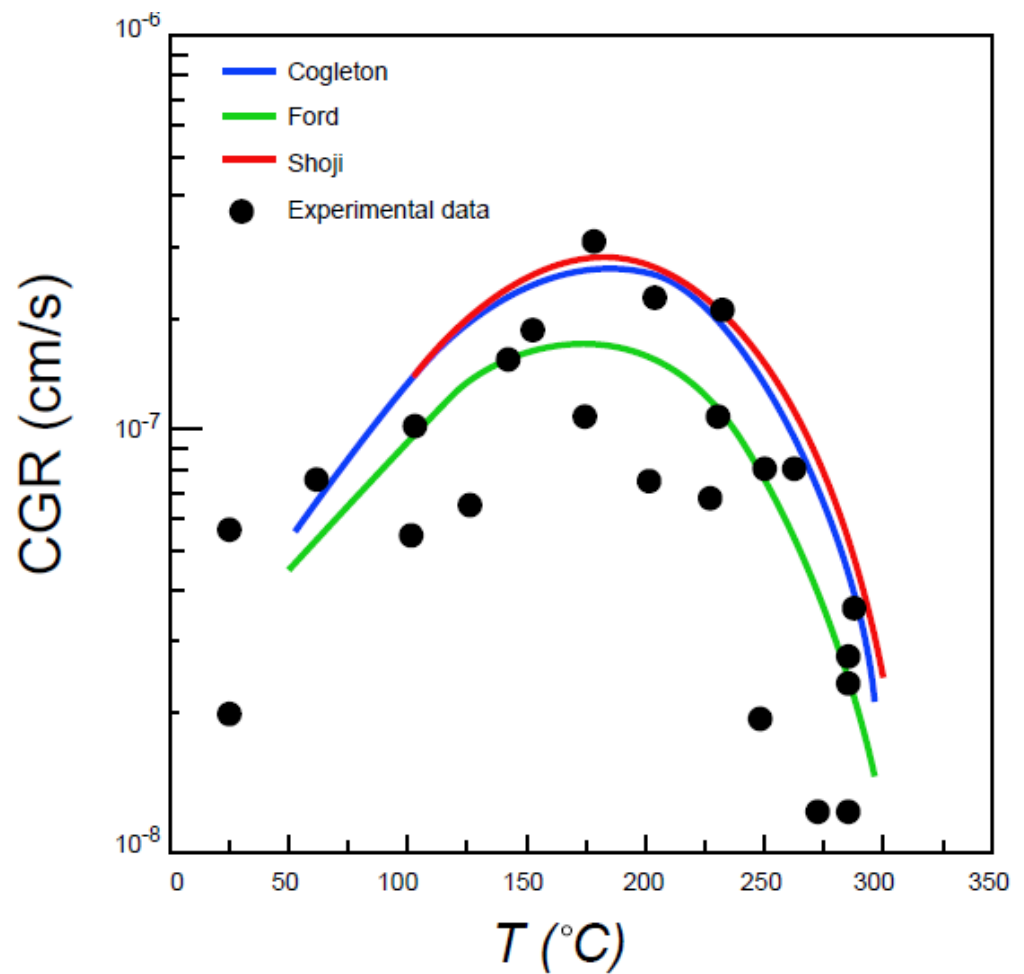 10-6
Cogleton
Ford
Shoji
Experimental data
CGR (cm/s)
10-7
10-8
0 50 100 150 200 250 300 350
T (°C)